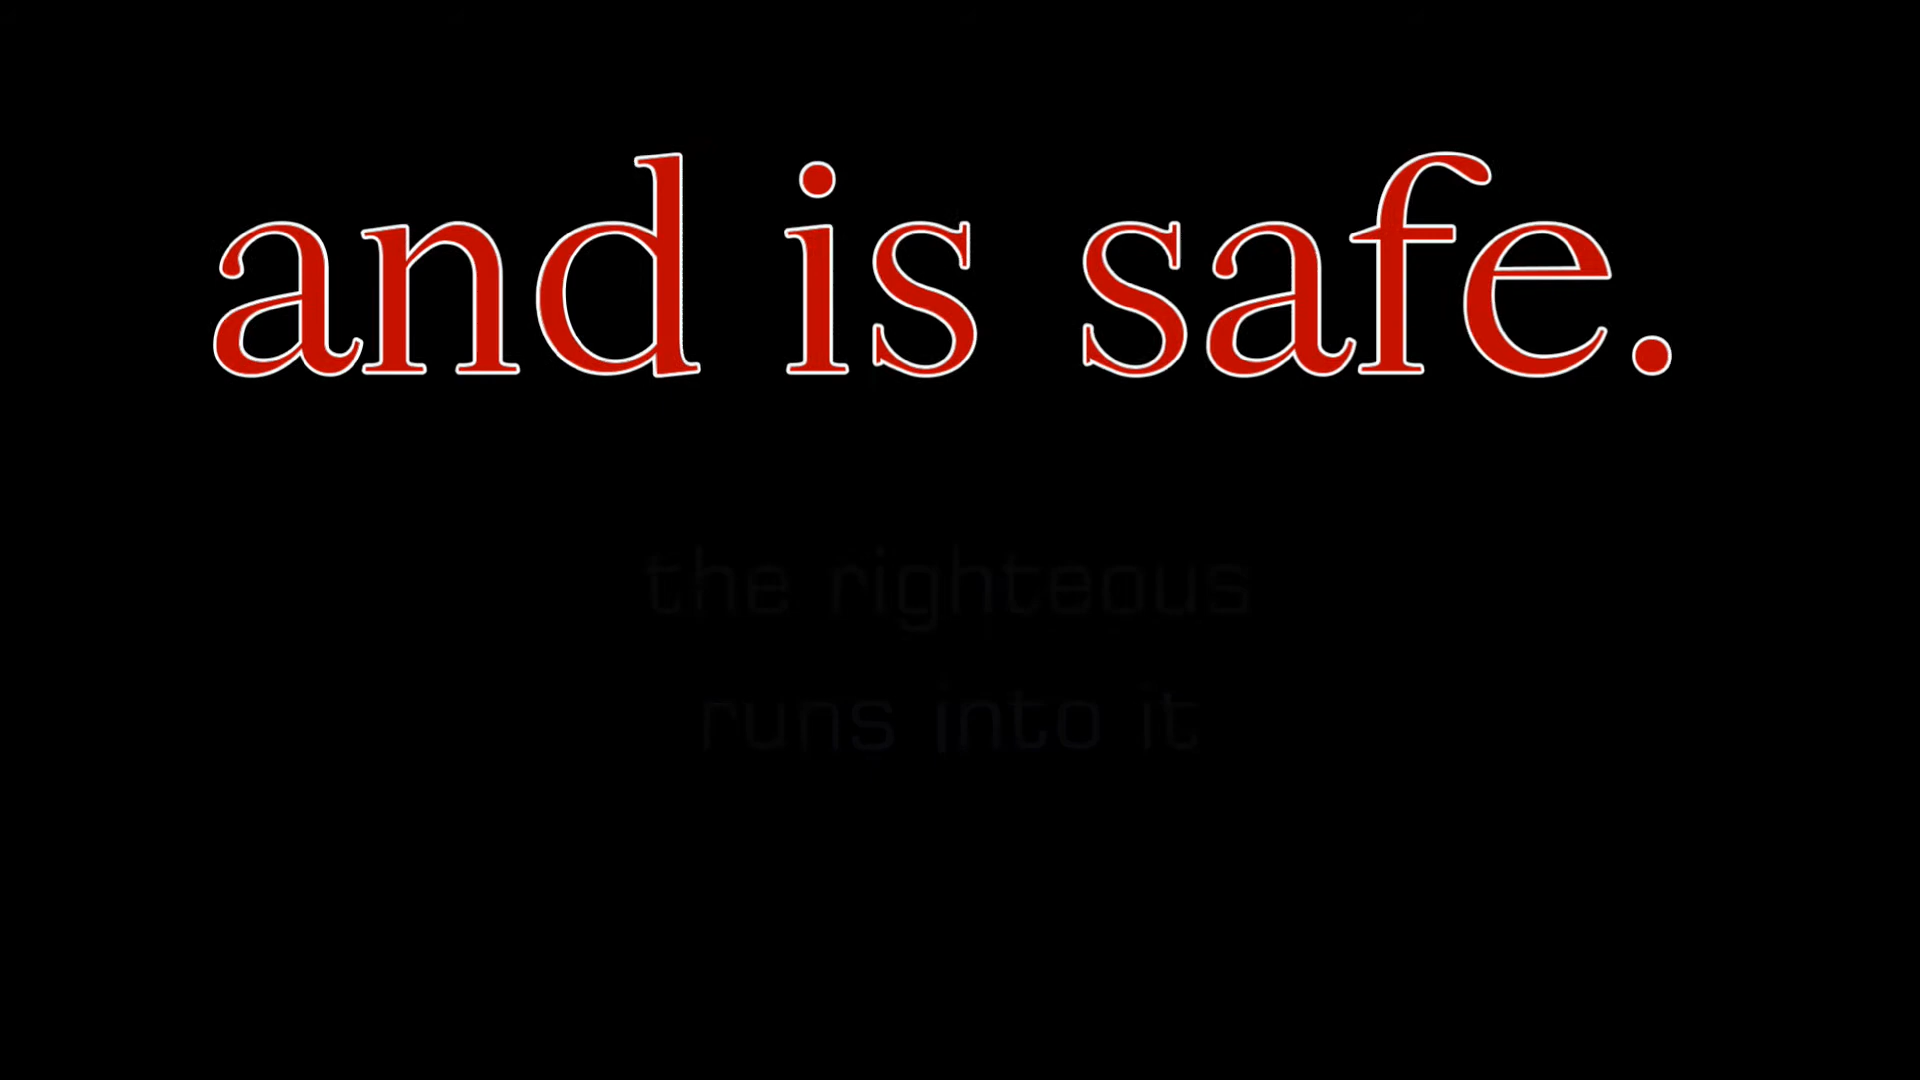 and is safe.
the righteous
runs into it